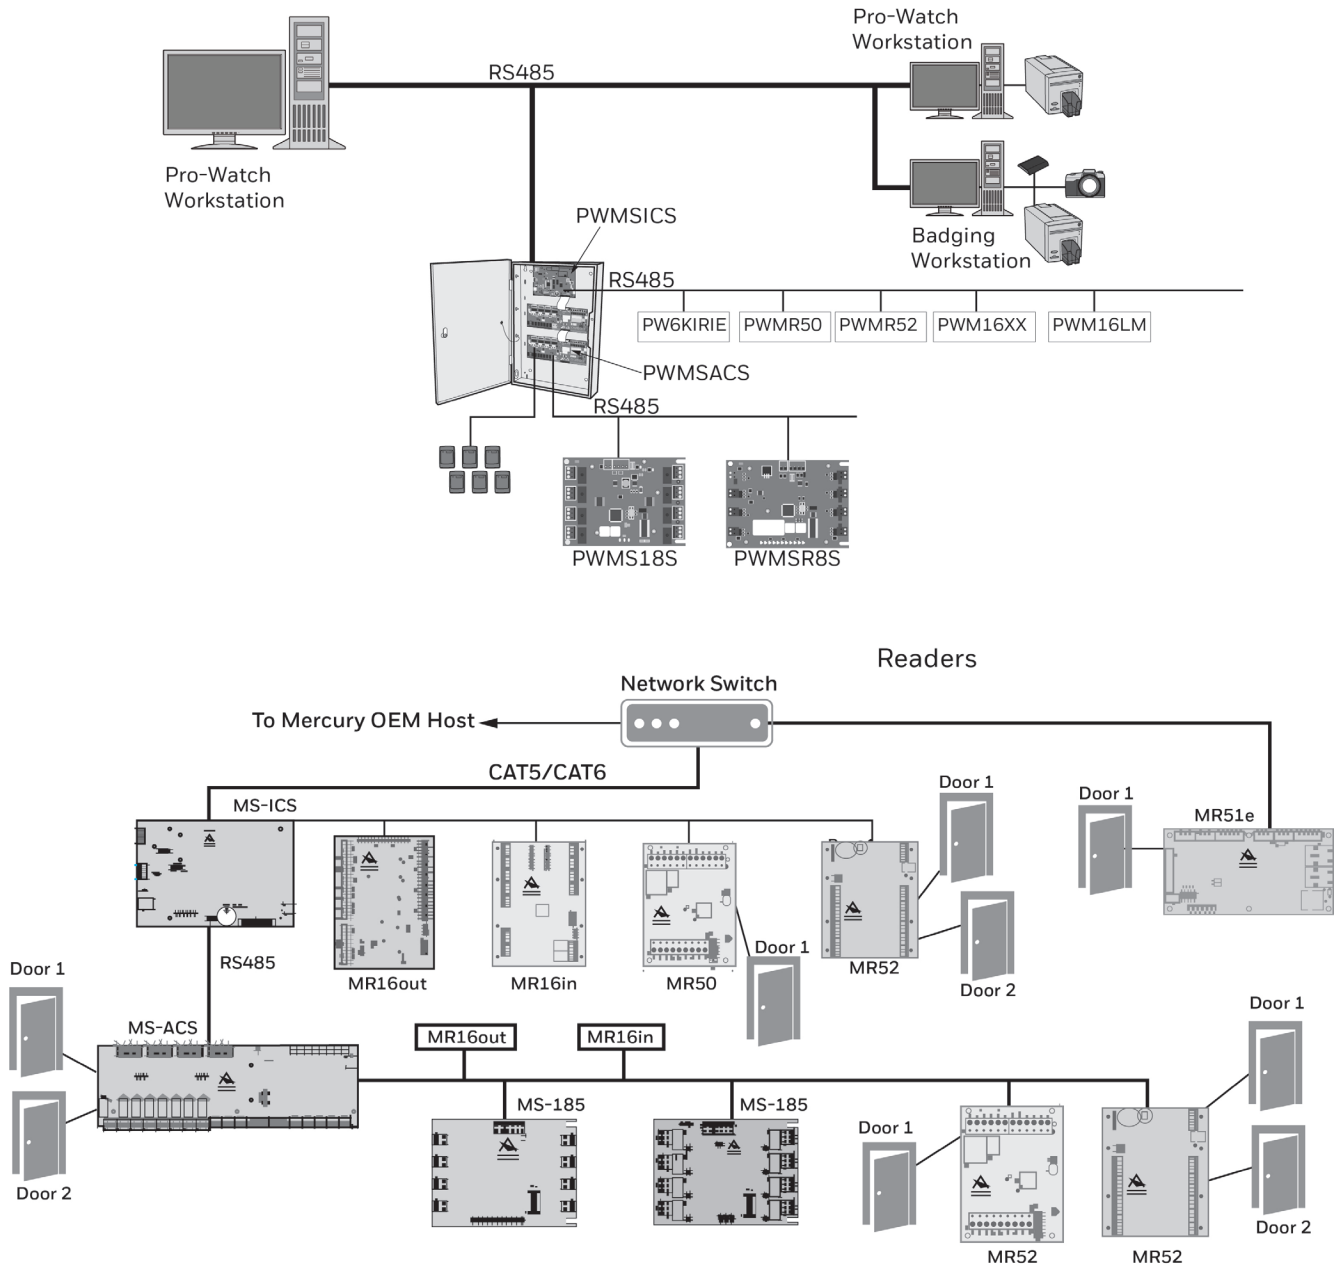 Pro-Watch
Workstation
RS485
Pro-Watch
Workstation
PWMSICS
Badging
Workstation
RS485
PW6KIRIE
PWMR50
PWMR52
PWM16XX
PWM16LM
PWMSACS
RS485
PWMS18S
PWMSR8S
Readers
Network Switch
To Mercury OEM Host
CAT5/CAT6
MS-ICS
Door 1
Door 1
MR51e
RS485
MR16out
MR16in
MR50
Door 1
MR52
Door 2
Door 1
MS-ACS
MR16out
MR16in
Door 1
MS-185
MS-185
Door 1
Door 2
Door 2
MR52
MR52